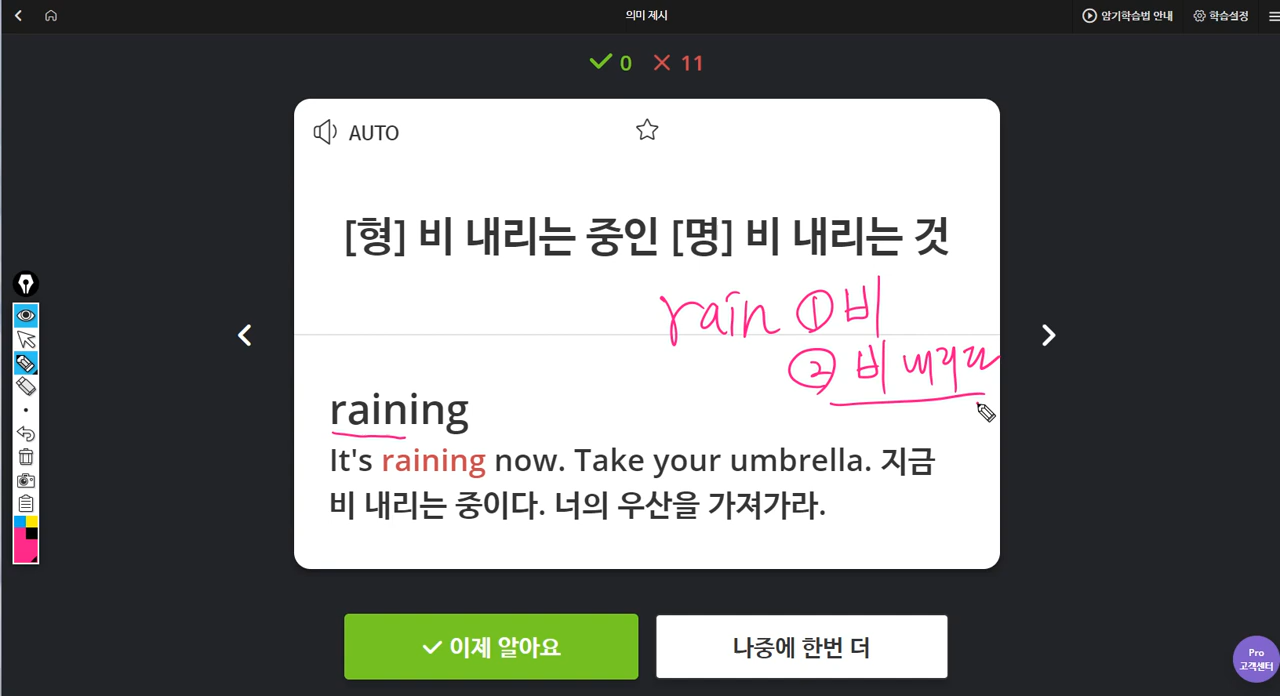 의미 제시
암기학습법 안내
학습설정
0
11
AUTO
[형] 비 내리는 중인 [명] 비 내리는 것
rain ① 비
② 비 내리다
raining
It's raining now. Take your umbrella. 지금
비 내리는 중이다. 너의 우산을 가져가라.
이제 알아요
나중에 한번 더
Pro
고객센터